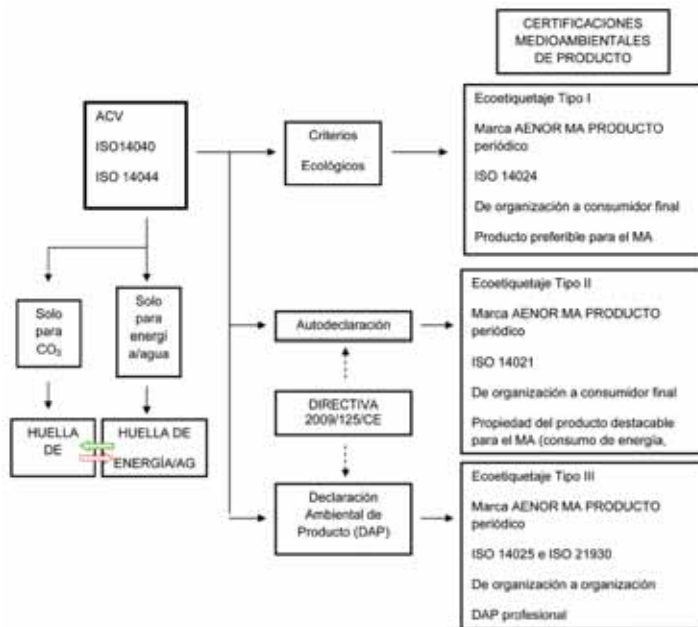 CERTIFICACIONES
MEDIOAMBIENTALES
DE PRODUCTO
ACV
ISO14040
ISO 14044
Criterios
Ecológicos
Ecoetiquetaje Tipo I
Marca AENOR MA PRODUCTO
periódico
ISO 14024
De organización a consumidor final
Producto preferible para el MA
Solo
para
CO₃
Solo
para
energí
a/agua
Autodeclaración
Ecoetiquetaje Tipo II
Marca AENOR MA PRODUCTO
periódico
ISO 14021
De organización a consumidor final
Propiedad del producto destacable
para el MA (consumo de energía,
DIRECTIVA
2009/125/CE
HUELLA
DE
HUELLA DE
ENERGÍA/AG
Declaración
Ambiental de
Producto (DAP)
Ecoetiquetaje Tipo III
Marca AENOR MA PRODUCTO
periódico
ISO 14025 e ISO 21930
De organización a organización
DAP profesional